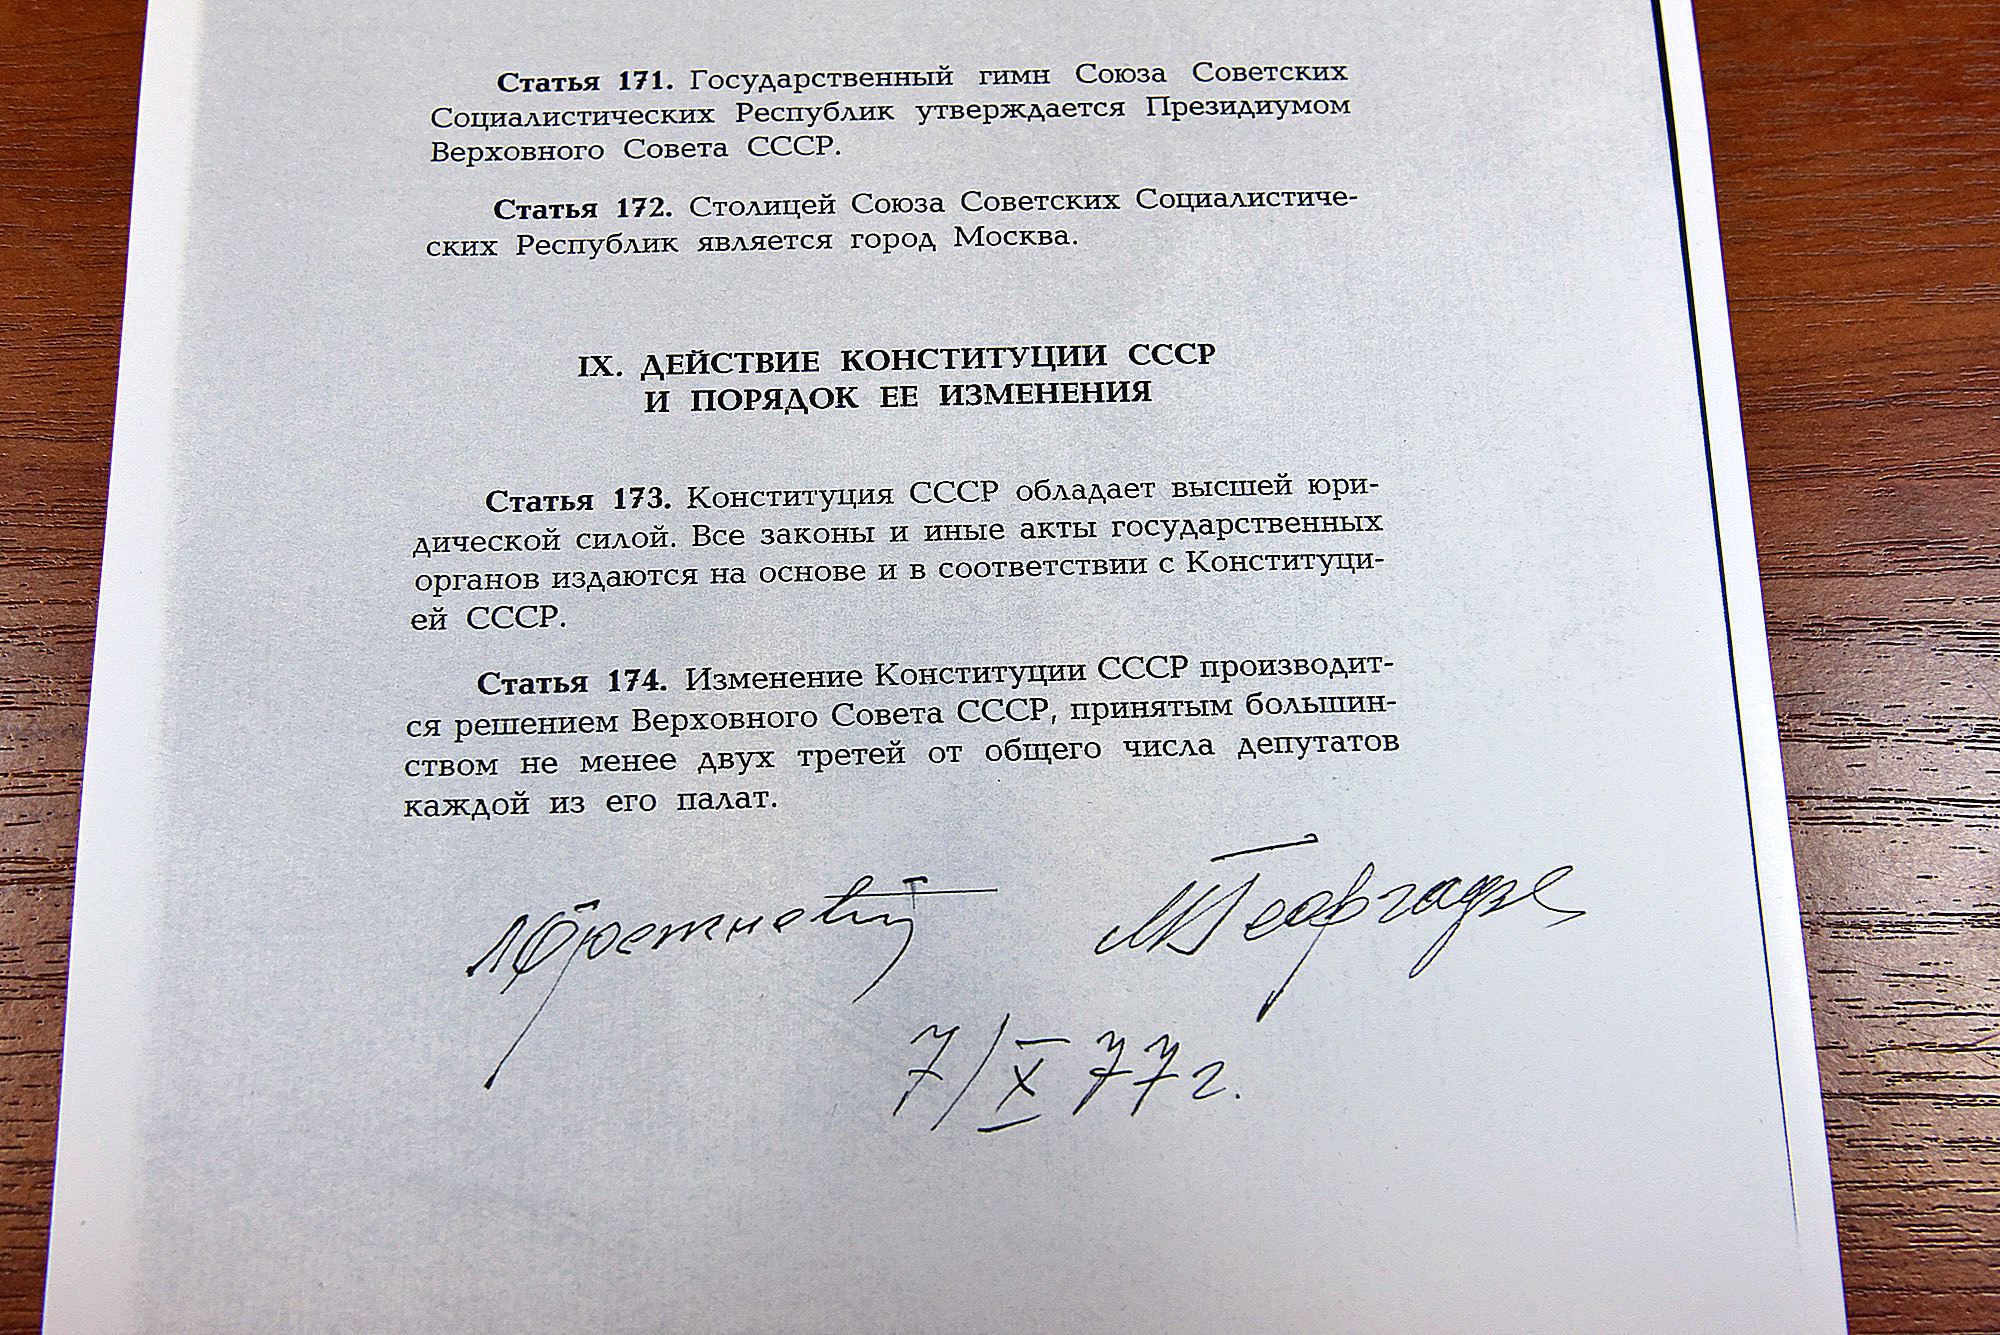 Статья 171. Государственный гимн Союза Советских
Социалистических Республик утверждается Президиумом
Верховного Совета СССР.
Статья 172. Столицей Союза Советских Социалистиче-
ских Республик является город Москва.
IX. ДЕЙСТВИЕ КОНСТИТУЦИИ СССР
И ПОРЯДОК ЕЕ ИЗМЕНЕНИЯ
Статья 173. Конституция СССР обладает высшей юри-
дической силой. Все законы и иные акты государственных
органов издаются на основе и в соответствии с Конституци-
ей СССР.
Статья 174. Изменение Конституции СССР производит-
ся решением Верховного Совета СССР, принятым большин-
ством не менее двух третей от общего числа депутатов
каждой из его палат.
Л Брежнев М Георгадзе
7/X 77 г.